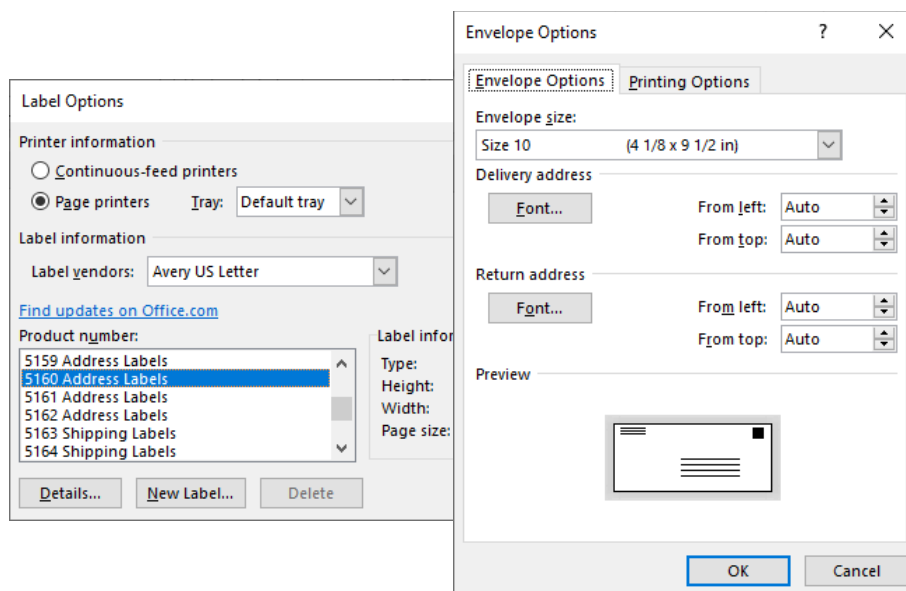 Label Options
Printer information
Continuous-feed printers
Page printers Tray: Default tray
Label information
Label vendors: Avery US Letter
Find updates on Office.com
Product number:
5159 Address Labels
5160 Address Labels
5161 Address Labels
5162 Address Labels
5163 Shipping Labels
5164 Shipping Labels
Label infor
Type:
Height:
Width:
Page size:
Details... New Label... Delete
Envelope Options ?
Envelope Options Printing Options
Envelope size:
Size 10 (4 1/8 x 9 1/2 in)
Delivery address
Font... From left: Auto
From top: Auto
Return address
Font... From left: Auto
From top: Auto
Preview
OK Cancel